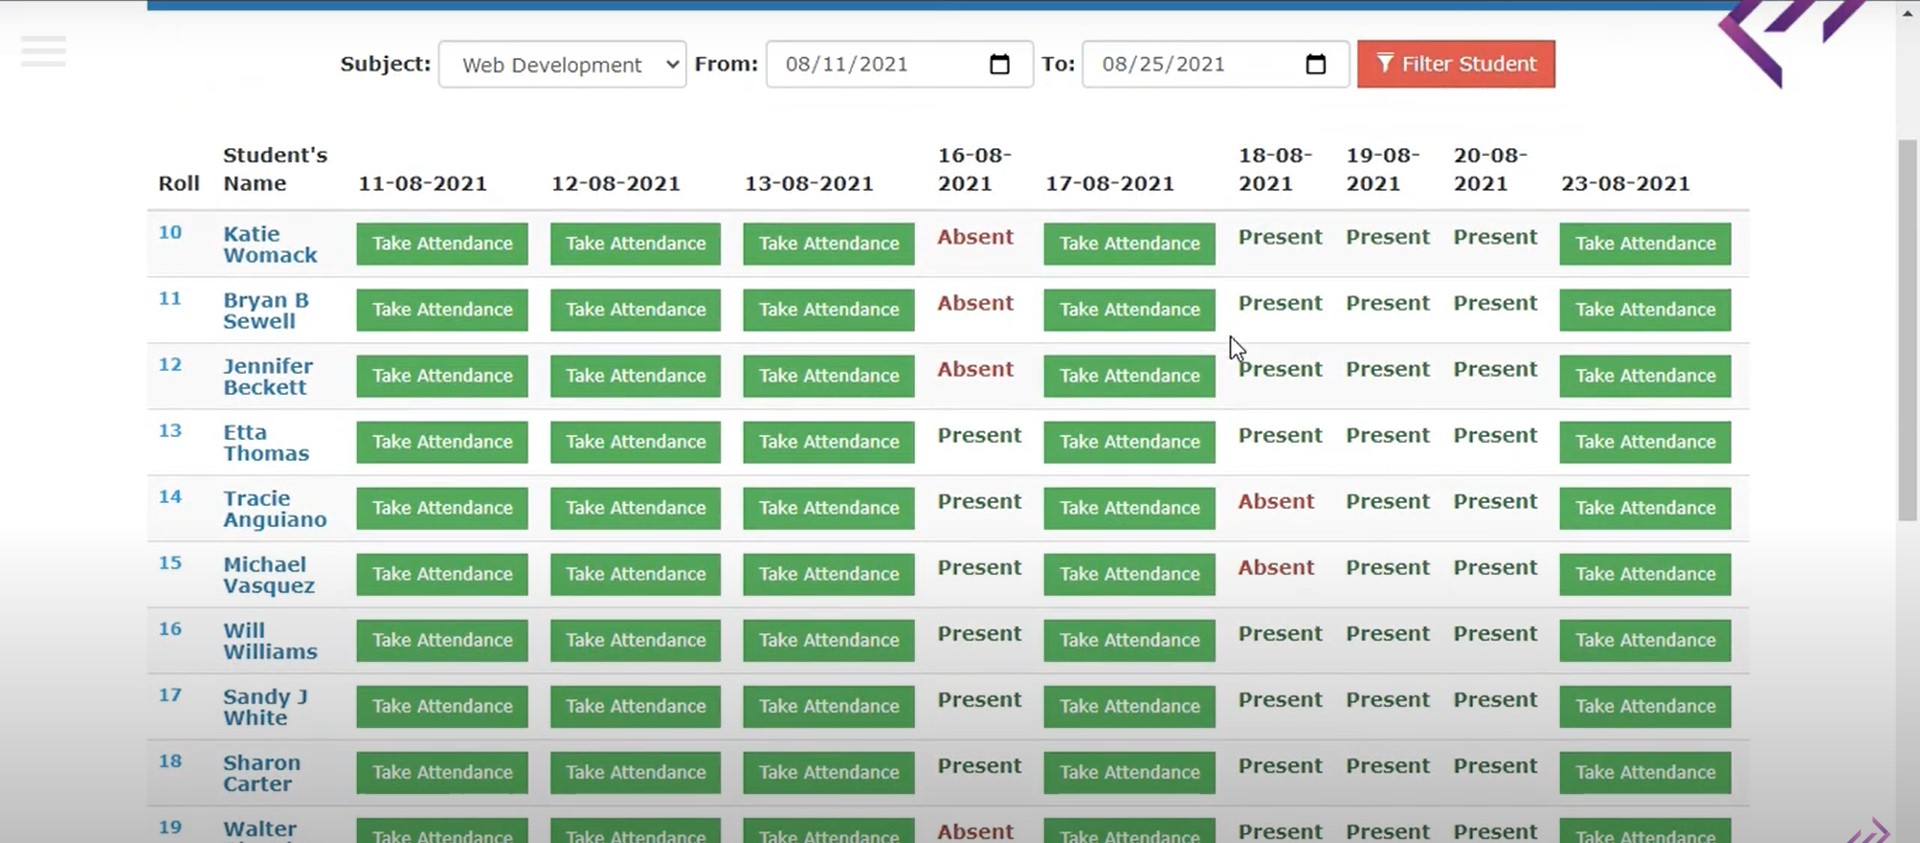 Subject: Web Development From: 08/11/2021 To: 08/25/2021 Filter Student
Roll Student's Name 11-08-2021 12-08-2021 13-08-2021 16-08-2021 17-08-2021 18-08-2021 19-08-2021 20-08-2021 23-08-2021
10 Katie Womack Take Attendance Take Attendance Take Attendance Absent Take Attendance Present Present Present Take Attendance
11 Bryan B Sewell Take Attendance Take Attendance Take Attendance Absent Take Attendance Present Present Present Take Attendance
12 Jennifer Beckett Take Attendance Take Attendance Take Attendance Absent Take Attendance Present Present Present Take Attendance
13 Etta Thomas Take Attendance Take Attendance Take Attendance Present Take Attendance Present Present Present Take Attendance
14 Tracie Anguiano Take Attendance Take Attendance Take Attendance Present Take Attendance Absent Present Present Take Attendance
15 Michael Vasquez Take Attendance Take Attendance Take Attendance Present Take Attendance Absent Present Present Take Attendance
16 Will Williams Take Attendance Take Attendance Take Attendance Present Take Attendance Present Present Present Take Attendance
17 Sandy J White Take Attendance Take Attendance Take Attendance Present Take Attendance Present Present Present Take Attendance
18 Sharon Carter Take Attendance Take Attendance Take Attendance Present Take Attendance Present Present Present Take Attendance
19 Walter Take Attendance Take Attendance Take Attendance Absent Take Attendance Present Present Present Take Attendance